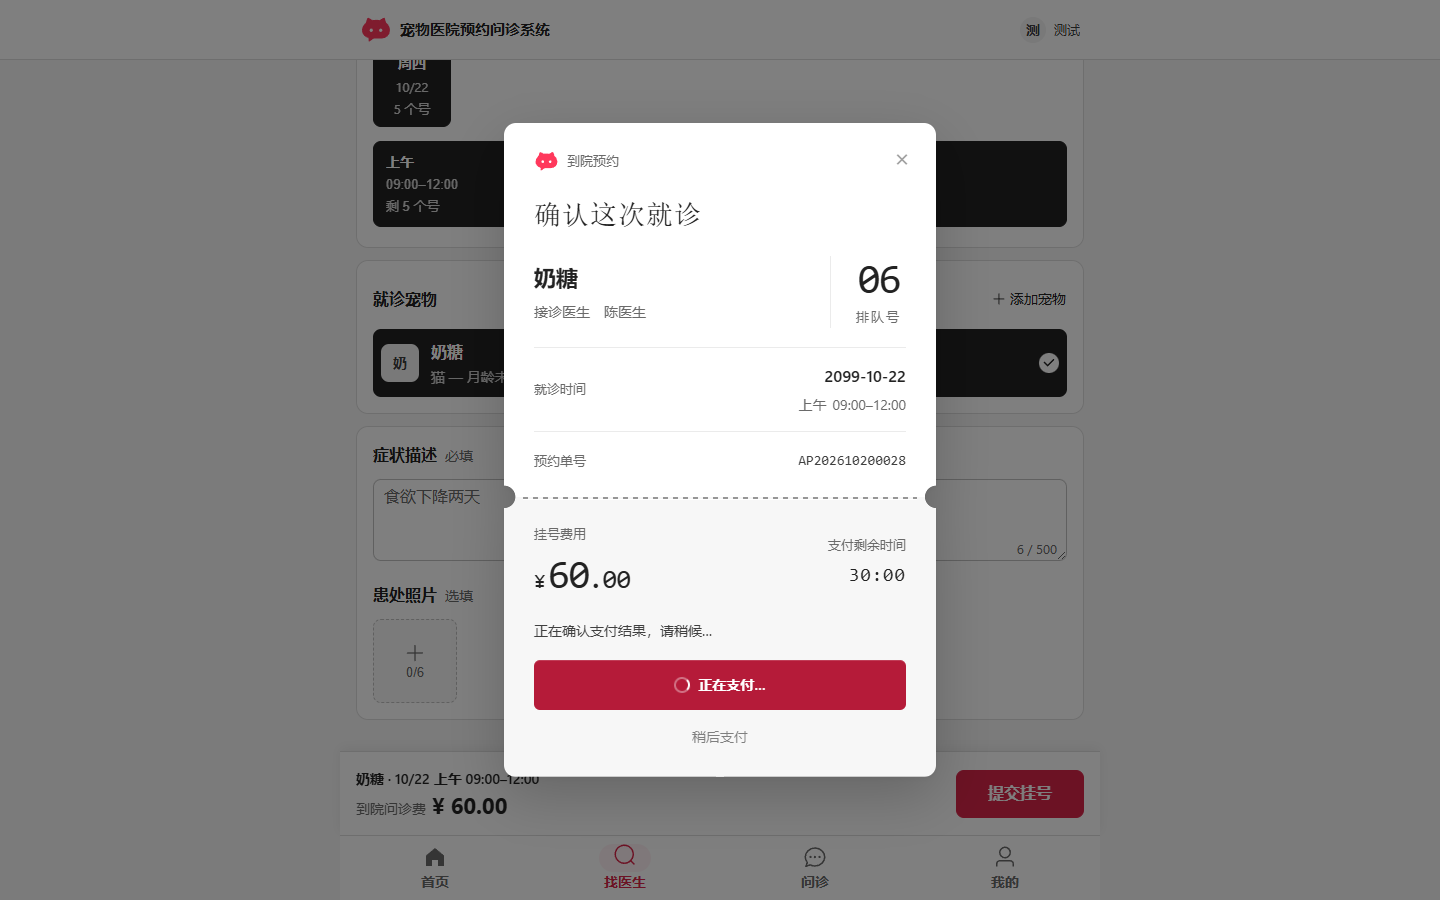 宠物医院预约问诊系统
测 测试
周四
10/22
5 个号
上午
09:00–12:00
剩 5 个号
就诊宠物
添加宠物
奶
奶糖
猫 — 月龄未
症状描述 必填
食欲下降两天
6 / 500
患处照片 选填
0/6
到院预约
确认这次就诊
奶糖
接诊医生 陈医生
06
排队号
就诊时间
2099-10-22
上午 09:00–12:00
预约单号
AP202610200028
挂号费用
¥60.00
支付剩余时间
30:00
正在确认支付结果，请稍候...
正在支付...
稍后支付
奶糖 · 10/22 上午 09:00–12:00
到院问诊费 ¥ 60.00
提交挂号
首页
找医生
问诊
我的